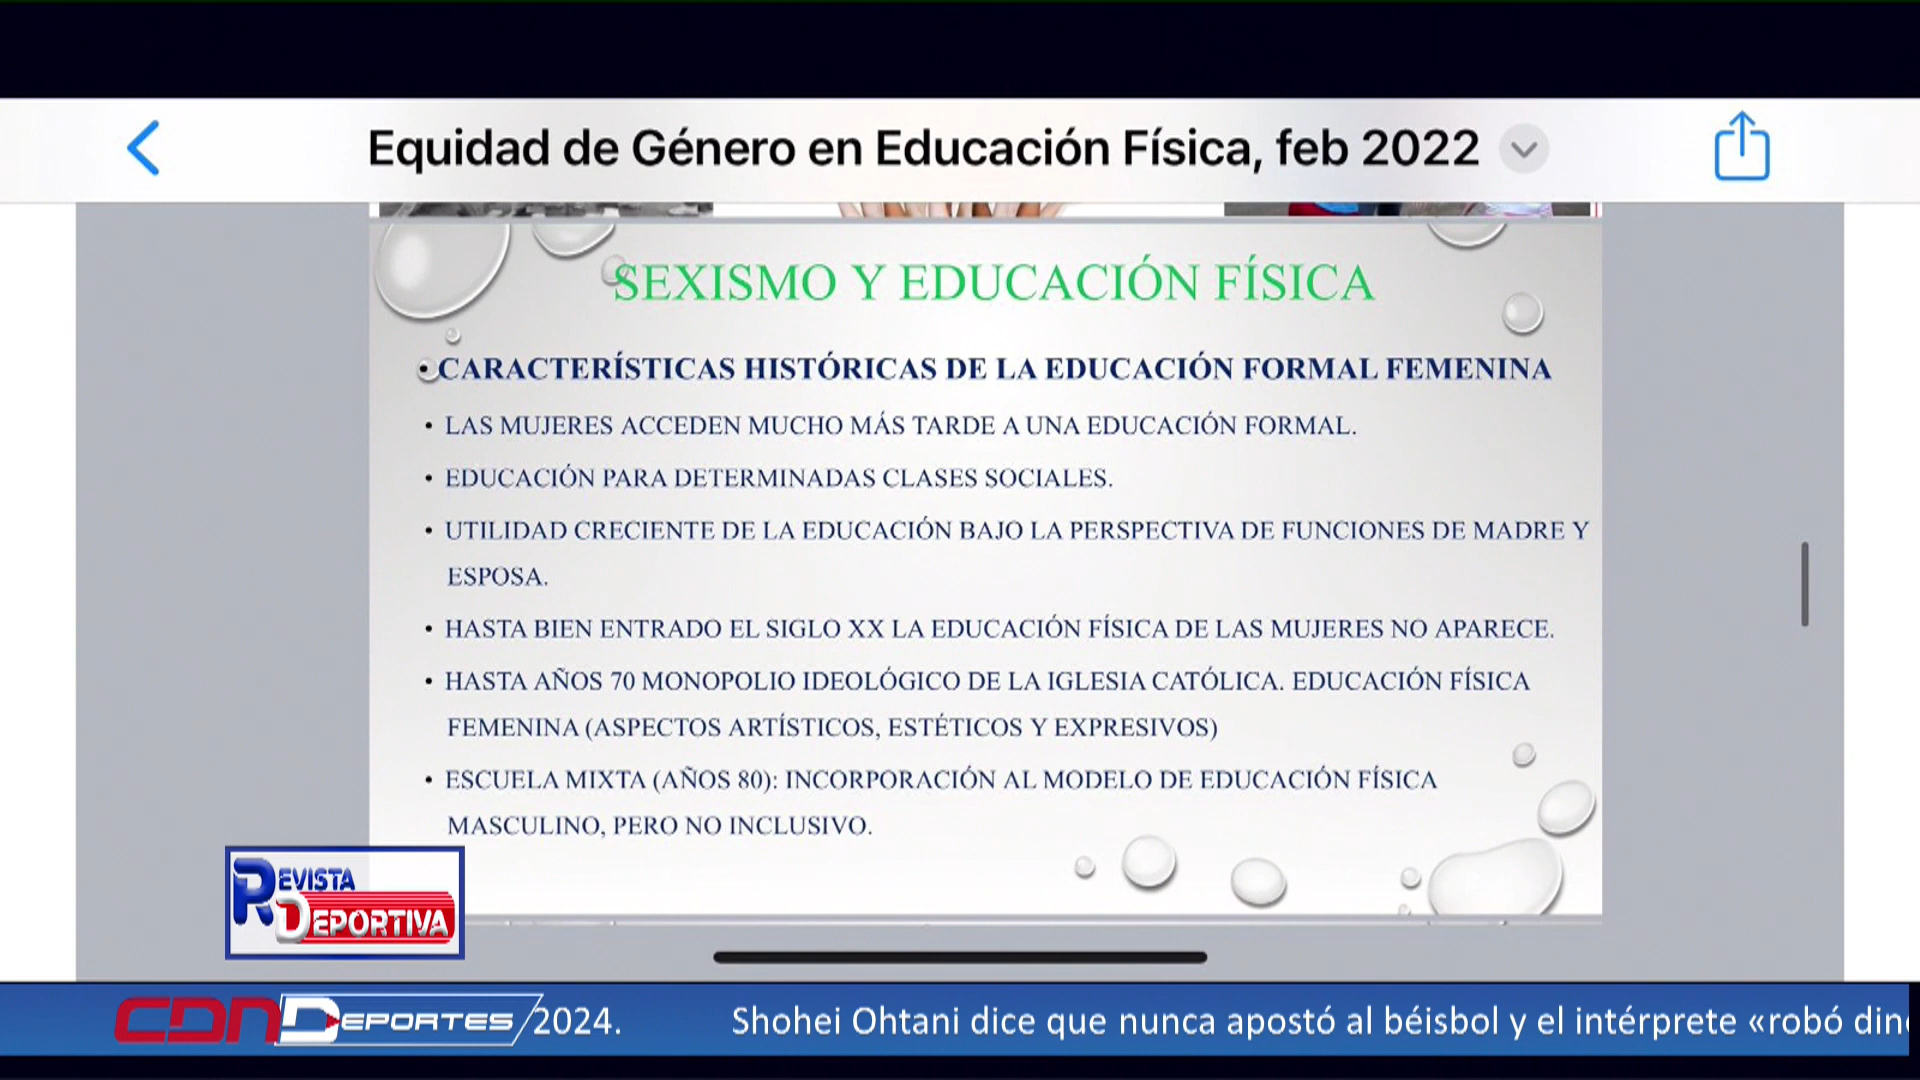 Equidad de Género en Educación Física, feb 2022
SEXISMO Y EDUCACIÓN FÍSICA
• CARACTERÍSTICAS HISTÓRICAS DE LA EDUCACIÓN FORMAL FEMENINA
• LAS MUJERES ACCEDEN MUCHO MÁS TARDE A UNA EDUCACIÓN FORMAL.
• EDUCACIÓN PARA DETERMINADAS CLASES SOCIALES.
• UTILIDAD CRECIENTE DE LA EDUCACIÓN BAJO LA PERSPECTIVA DE FUNCIONES DE MADRE Y
ESPOSA.
• HASTA BIEN ENTRADO EL SIGLO XX LA EDUCACIÓN FÍSICA DE LAS MUJERES NO APARECE.
• HASTA AÑOS 70 MONOPOLIO IDEOLÓGICO DE LA IGLESIA CATÓLICA. EDUCACIÓN FÍSICA
FEMENINA (ASPECTOS ARTÍSTICOS, ESTÉTICOS Y EXPRESIVOS)
• ESCUELA MIXTA (AÑOS 80): INCORPORACIÓN AL MODELO DE EDUCACIÓN FÍSICA
MASCULINO, PERO NO INCLUSIVO.
REVISTA
DEPORTIVA
CDN DEPORTES 2024. Shohei Ohtani dice que nunca apostó al béisbol y el intérprete «robó